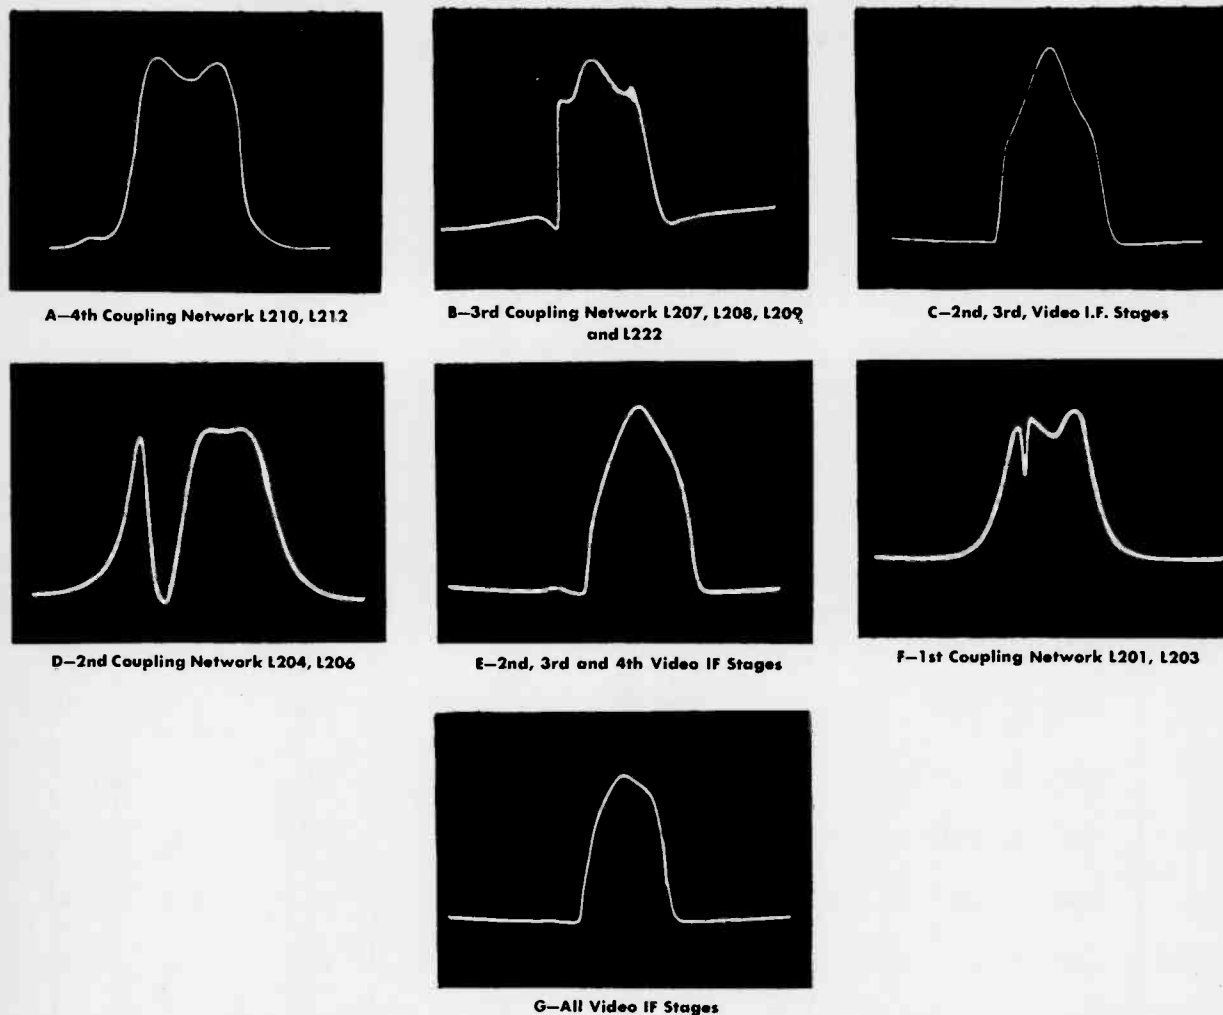 A—4th Coupling Network L210, L212
B—3rd Coupling Network L207, L208, L209
and L222
C—2nd, 3rd, Video I.F. Stages
D—2nd Coupling Network L204, L206
E—2nd, 3rd and 4th Video IF Stages
F—1st Coupling Network L201, L203
G—All Video IF Stages